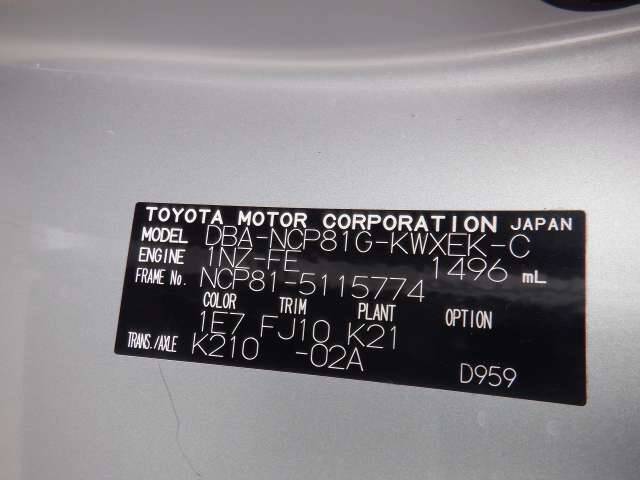 TOYOTA MOTOR CORPORATION JAPAN
MODEL DBA-NCP81G-KWXEK-C
ENGINE 1NZ-FE 1496 mL
FRAME No. NCP81-5115774
COLOR TRIM PLANT OPTION
1E7 FJ10 K21
TRANS./AXLE K210 -02A
D959